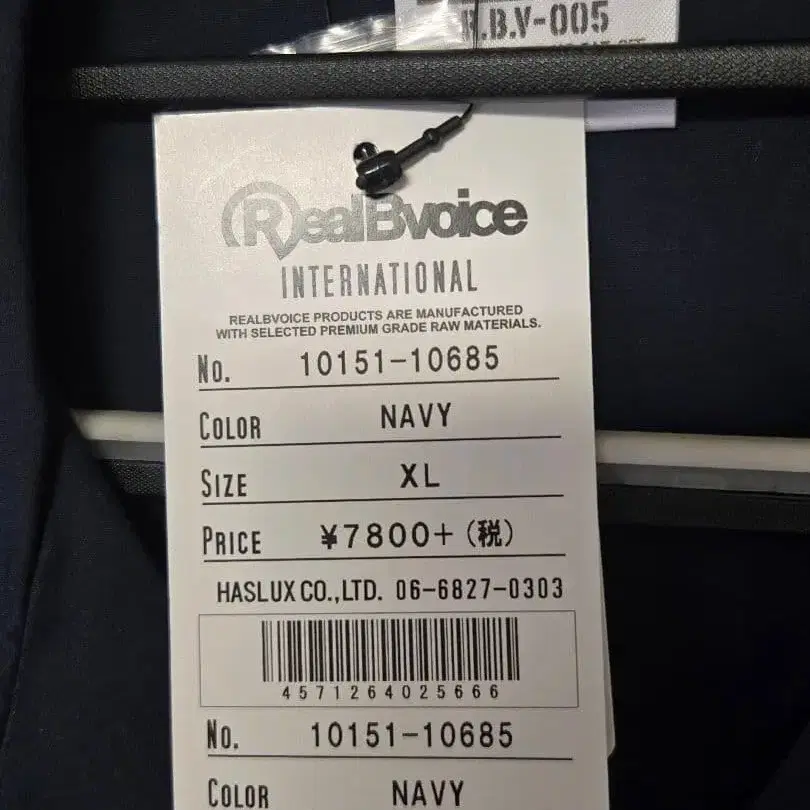 R.B.V-005
RealBvoice
INTERNATIONAL
REALBVOICE PRODUCTS ARE MANUFACTURED
WITH SELECTED PREMIUM GRADE RAW MATERIALS.
No. 10151-10685
COLOR NAVY
SIZE XL
PRICE ¥7800+(税)
HASLUX CO.,LTD. 06-6827-0303
4571264025666
No. 10151-10685
COLOR NAVY